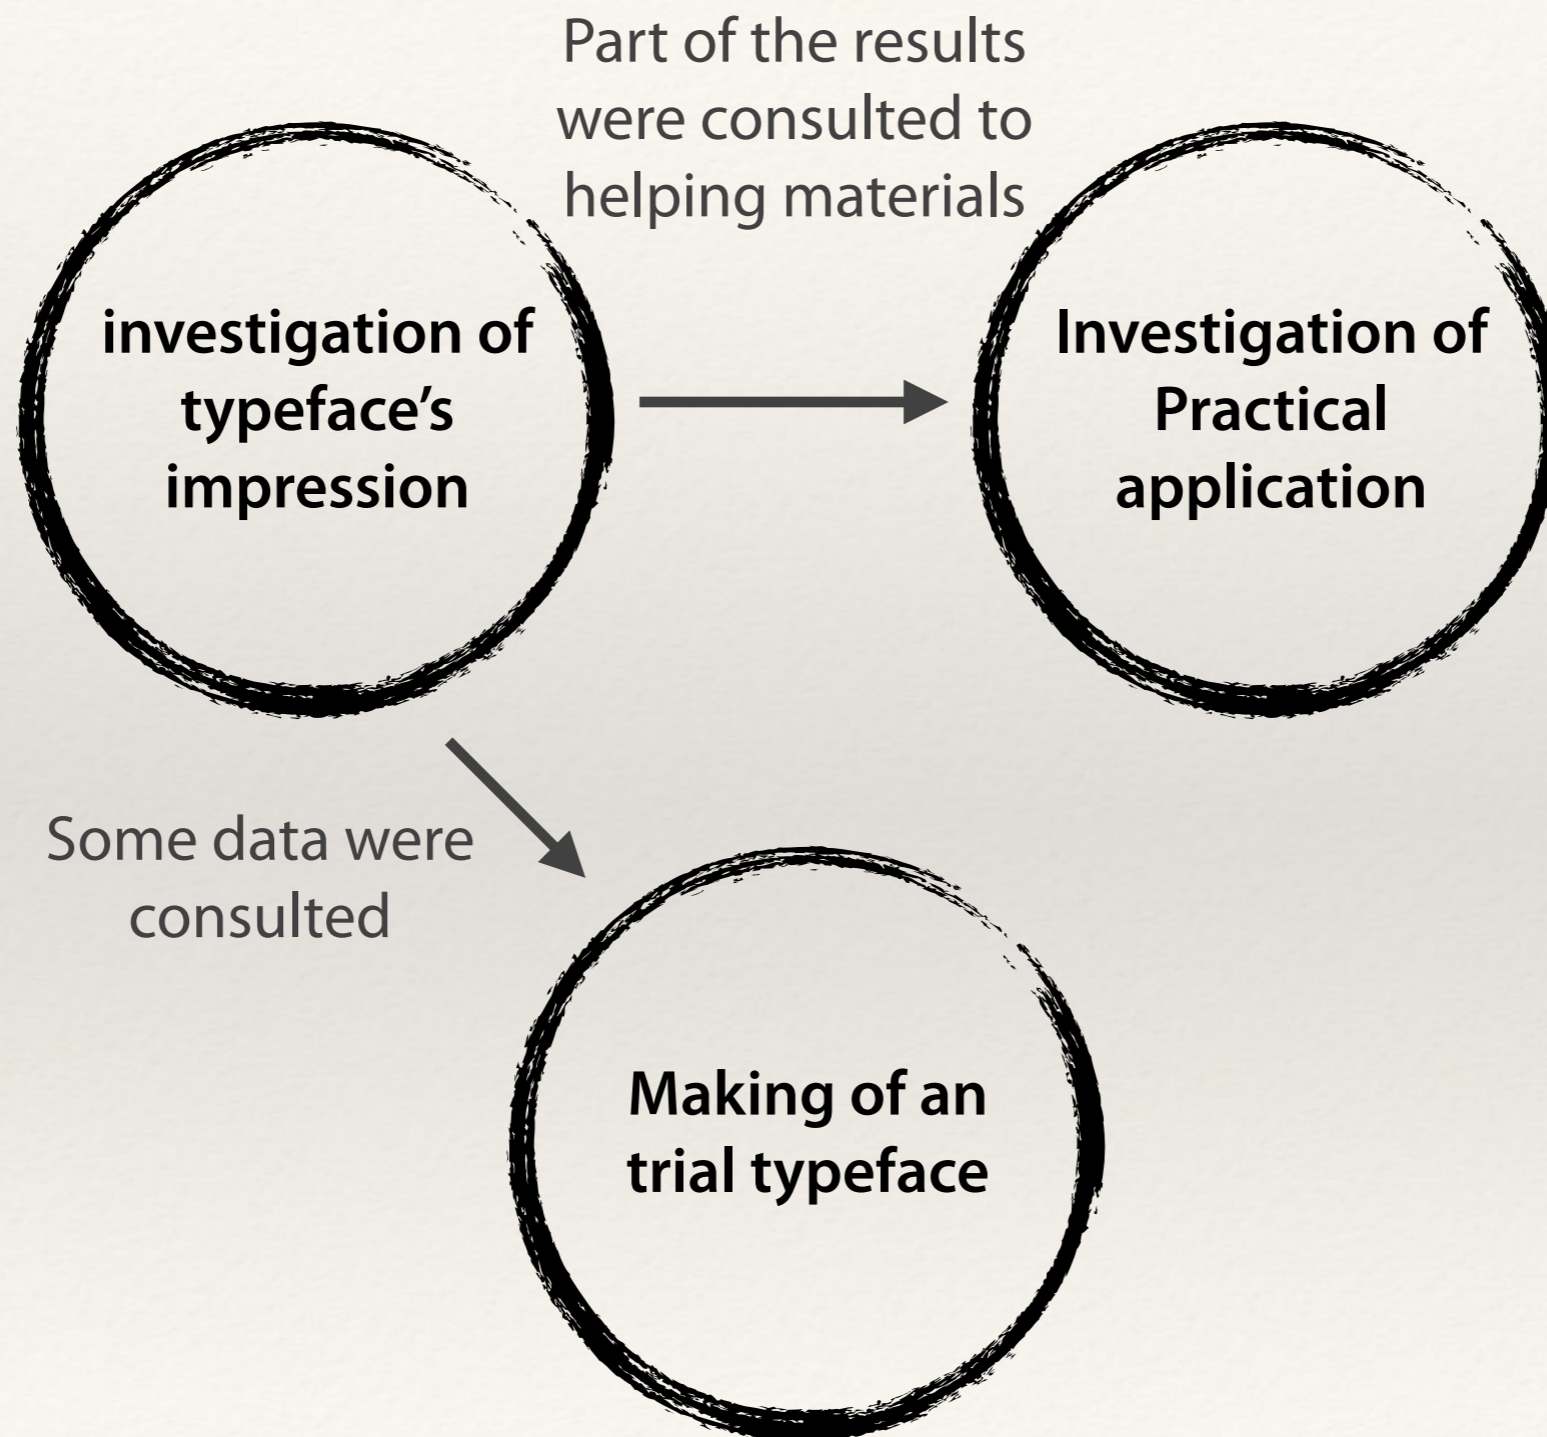 Part of the results
were consulted to
helping materials
investigation of
typeface’s
impression
Investigation of
Practical
application
Some data were
consulted
Making of an
trial typeface